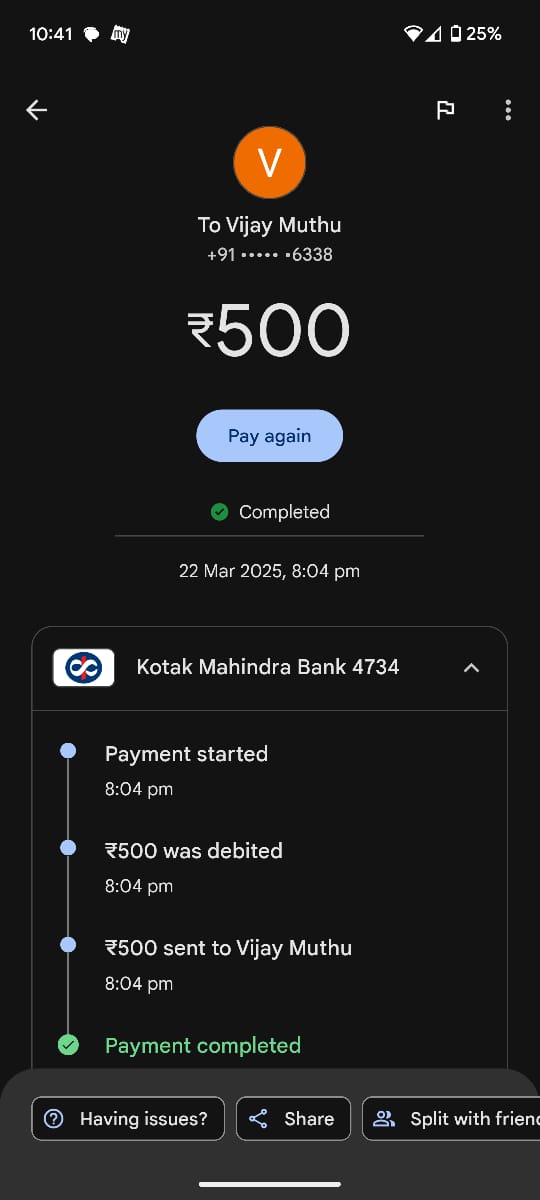 10:41 my 25%
V
To Vijay Muthu
+91 ••••• •6338
₹500
Pay again
Completed
22 Mar 2025, 8:04 pm
Kotak Mahindra Bank 4734
Payment started
8:04 pm
₹500 was debited
8:04 pm
₹500 sent to Vijay Muthu
8:04 pm
Payment completed
Having issues? Share Split with frien